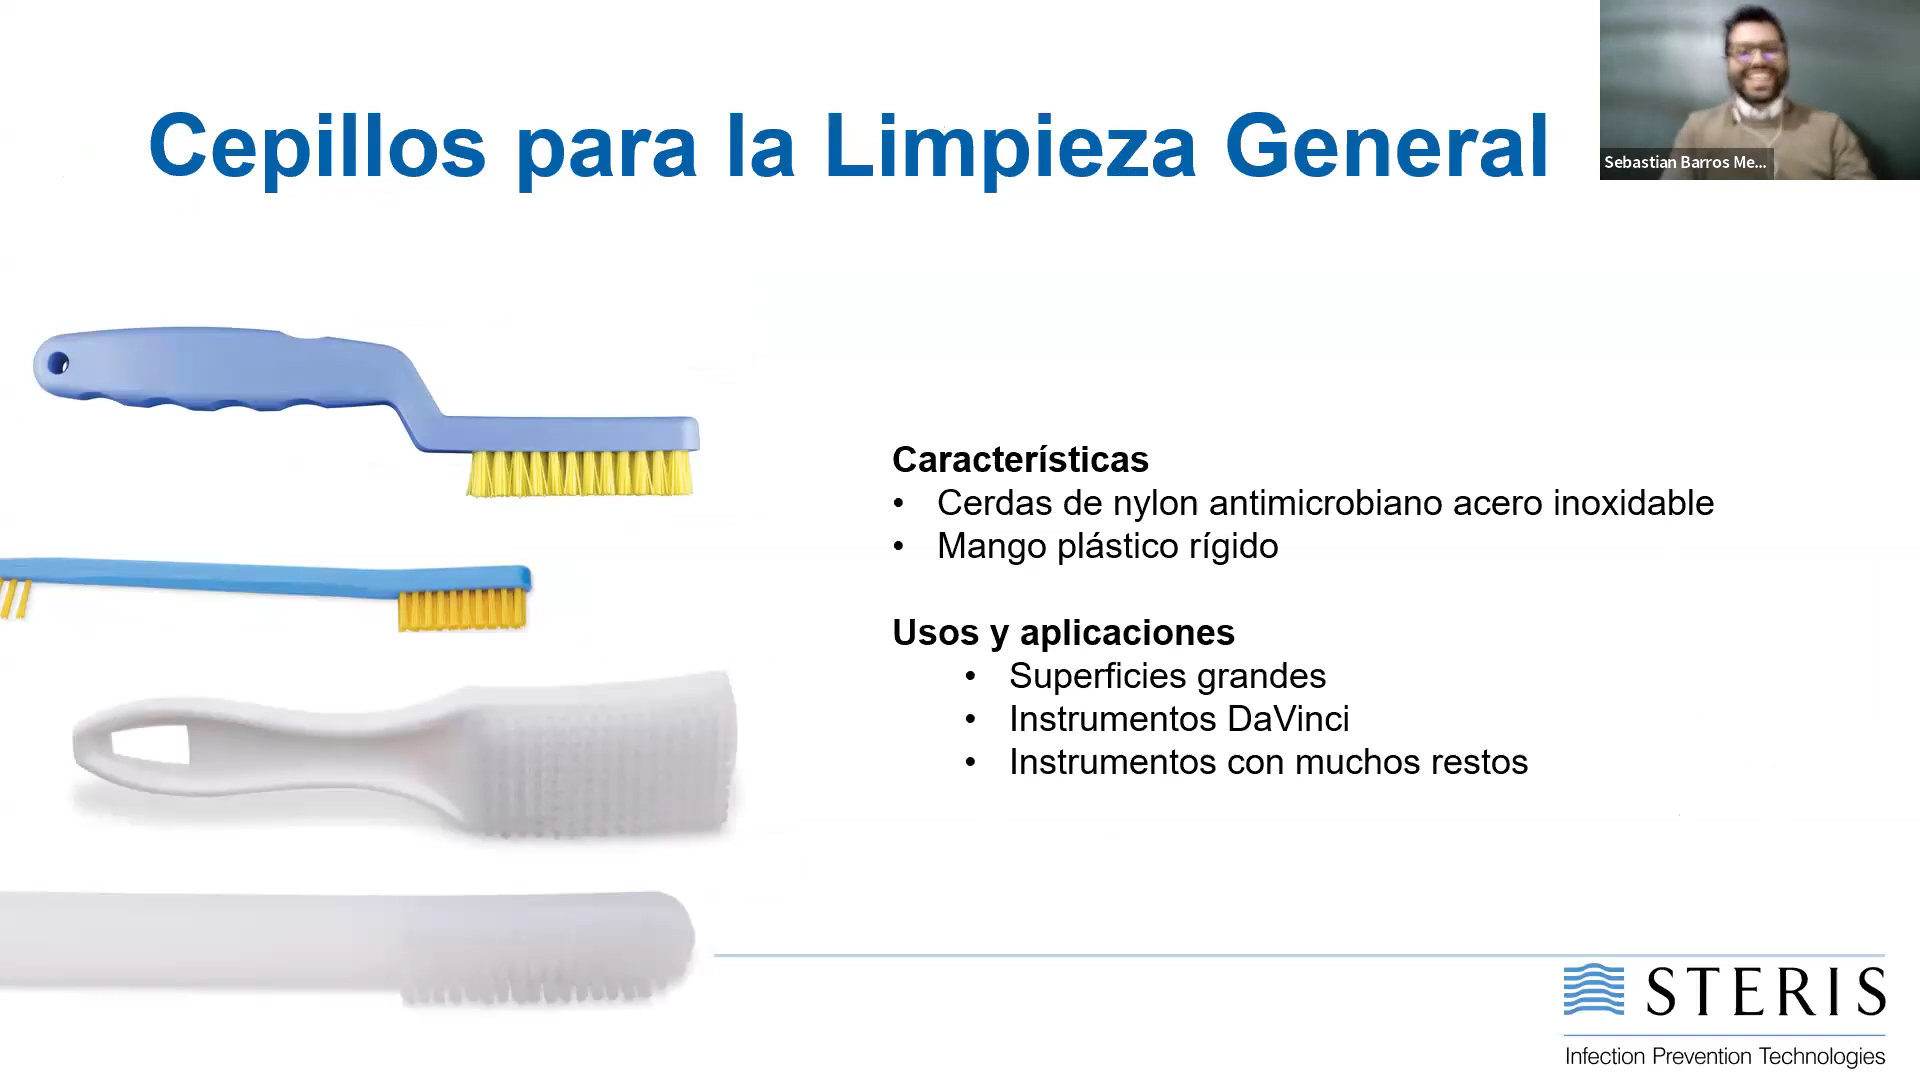 Cepillos para la Limpieza General
Sebastian Barros Me...
Características
• Cerdas de nylon antimicrobiano acero inoxidable
• Mango plástico rígido
Usos y aplicaciones
• Superficies grandes
• Instrumentos DaVinci
• Instrumentos con muchos restos
STERIS
Infection Prevention Technologies